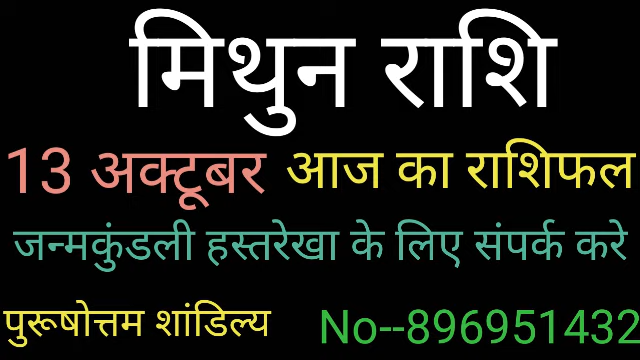 मिथुन राशि
13 अक्टूबर आज का राशिफल
जन्मकुंडली हस्तरेखा के लिए संपर्क करे
पुरूषोत्तम शांडिल्य No--896951432